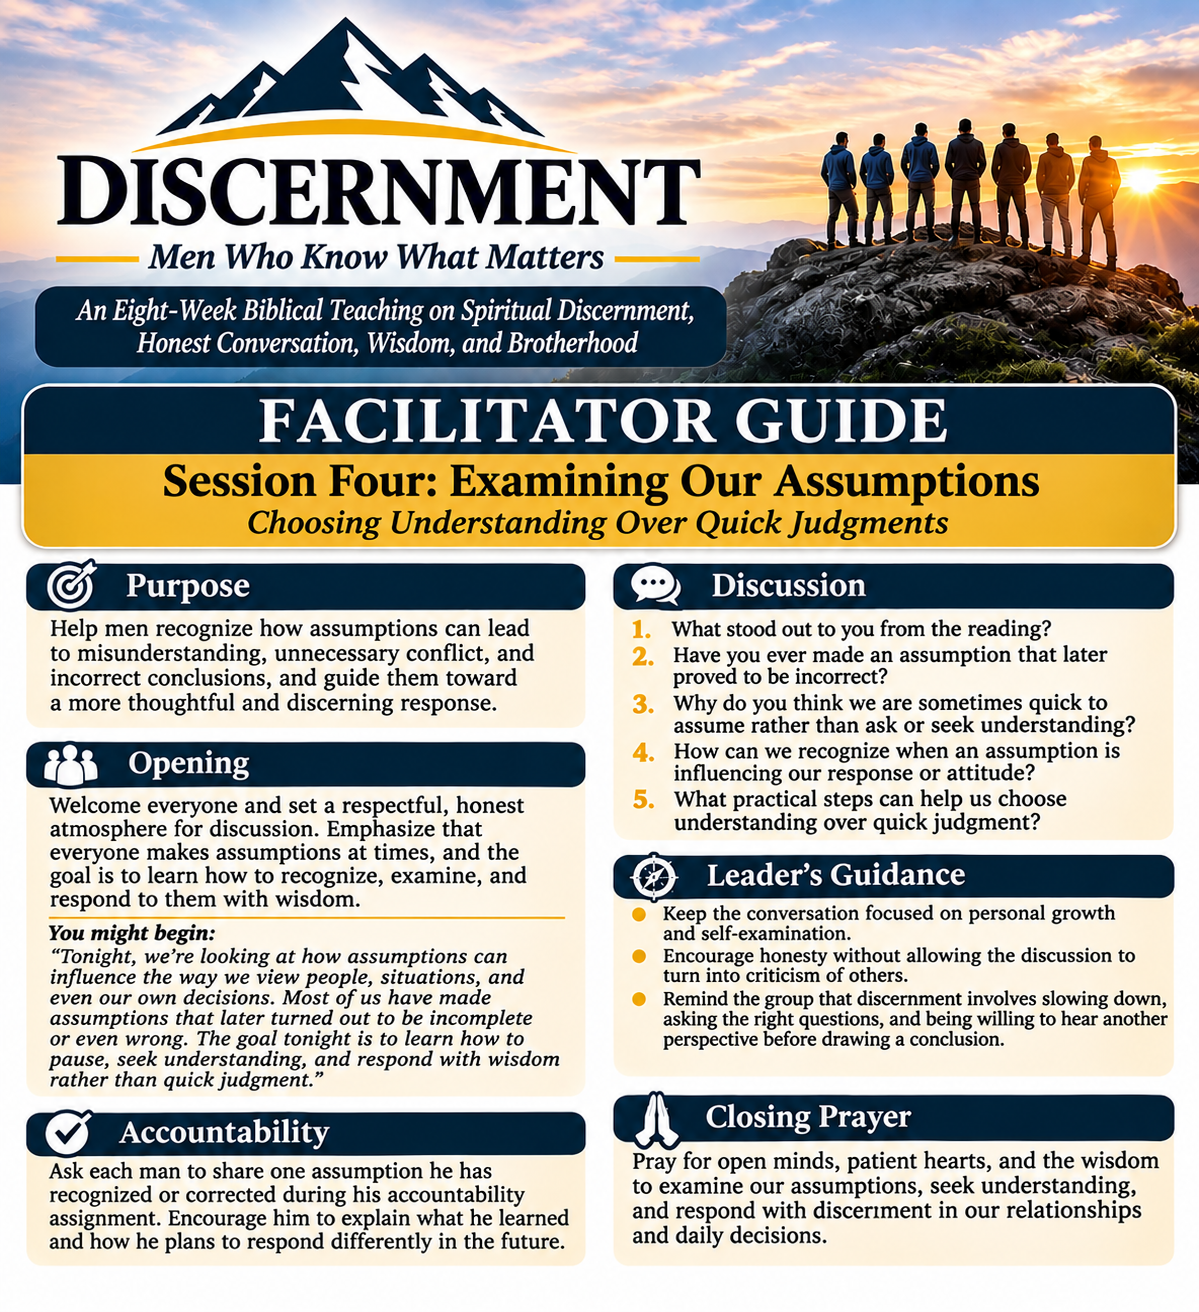 DISCERNMENT
Men Who Know What Matters
An Eight-Week Biblical Teaching on Spiritual Discernment,
Honest Conversation, Wisdom, and Brotherhood
FACILITATOR GUIDE
Session Four: Examining Our Assumptions
Choosing Understanding Over Quick Judgments
Purpose
Help men recognize how assumptions can lead
to misunderstanding, unnecessary conflict, and
incorrect conclusions, and guide them toward
a more thoughtful and discerning response.
Opening
Welcome everyone and set a respectful, honest
atmosphere for discussion. Emphasize that
everyone makes assumptions at times, and the
goal is to learn how to recognize, examine, and
respond to them with wisdom.
You might begin:
“Tonight, we’re looking at how assumptions can
influence the way we view people, situations, and
even our own decisions. Most of us have made
assumptions that later turned out to be incomplete
or even wrong. The goal tonight is to learn how to
pause, seek understanding, and respond with wisdom
rather than quick judgment.”
Accountability
Ask each man to share one assumption he has
recognized or corrected during his accountability
assignment. Encourage him to explain what he learned
and how he plans to respond differently in the future.
Discussion
1. What stood out to you from the reading?
2. Have you ever made an assumption that later
proved to be incorrect?
3. Why do you think we are sometimes quick to
assume rather than ask or seek understanding?
4. How can we recognize when an assumption is
influencing our response or attitude?
5. What practical steps can help us choose
understanding over quick judgment?
Leader’s Guidance
Keep the conversation focused on personal growth
and self-examination.
Encourage honesty without allowing the discussion to
turn into criticism of others.
Remind the group that discernment involves slowing down,
asking the right questions, and being willing to hear another
perspective before drawing a conclusion.
Closing Prayer
Pray for open minds, patient hearts, and the wisdom
to examine our assumptions, seek understanding,
and respond with discernment in our relationships
and daily decisions.